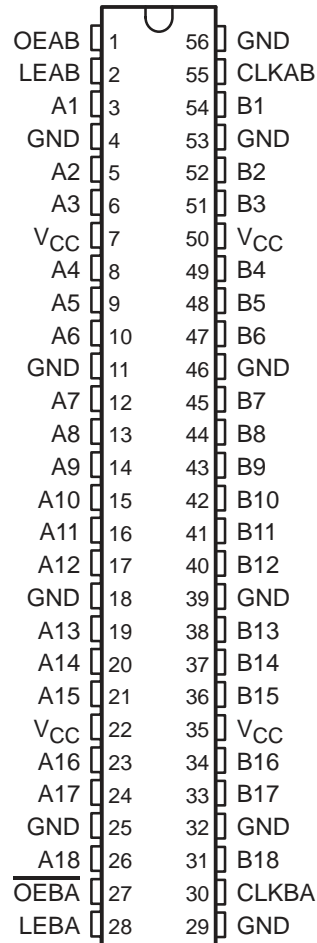 OEAB 1 56 GND
LEAB 2 55 CLKAB
A1 3 54 B1
GND 4 53 GND
A2 5 52 B2
A3 6 51 B3
VCC 7 50 VCC
A4 8 49 B4
A5 9 48 B5
A6 10 47 B6
GND 11 46 GND
A7 12 45 B7
A8 13 44 B8
A9 14 43 B9
A10 15 42 B10
A11 16 41 B11
A12 17 40 B12
GND 18 39 GND
A13 19 38 B13
A14 20 37 B14
A15 21 36 B15
VCC 22 35 VCC
A16 23 34 B16
A17 24 33 B17
GND 25 32 GND
A18 26 31 B18
OEBA 27 30 CLKBA
LEBA 28 29 GND